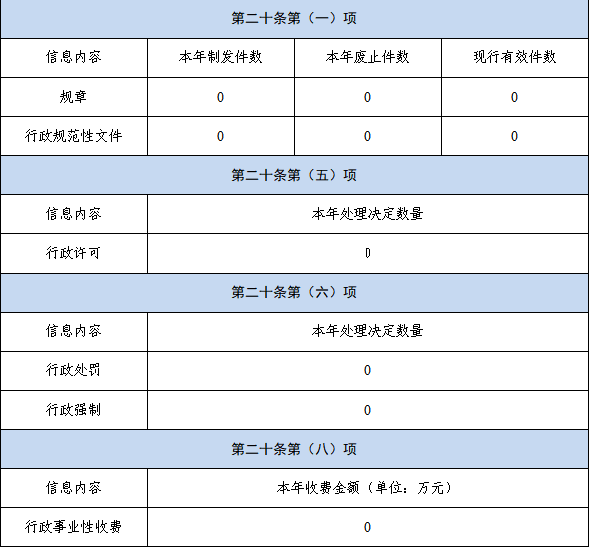 第二十条第（一）项
信息内容 本年制发件数 本年废止件数 现行有效件数
规章 0 0 0
行政规范性文件 0 0 0
第二十条第（五）项
信息内容 本年处理决定数量
行政许可 0
第二十条第（六）项
信息内容 本年处理决定数量
行政处罚 0
行政强制 0
第二十条第（八）项
信息内容 本年收费金额（单位：万元）
行政事业性收费 0